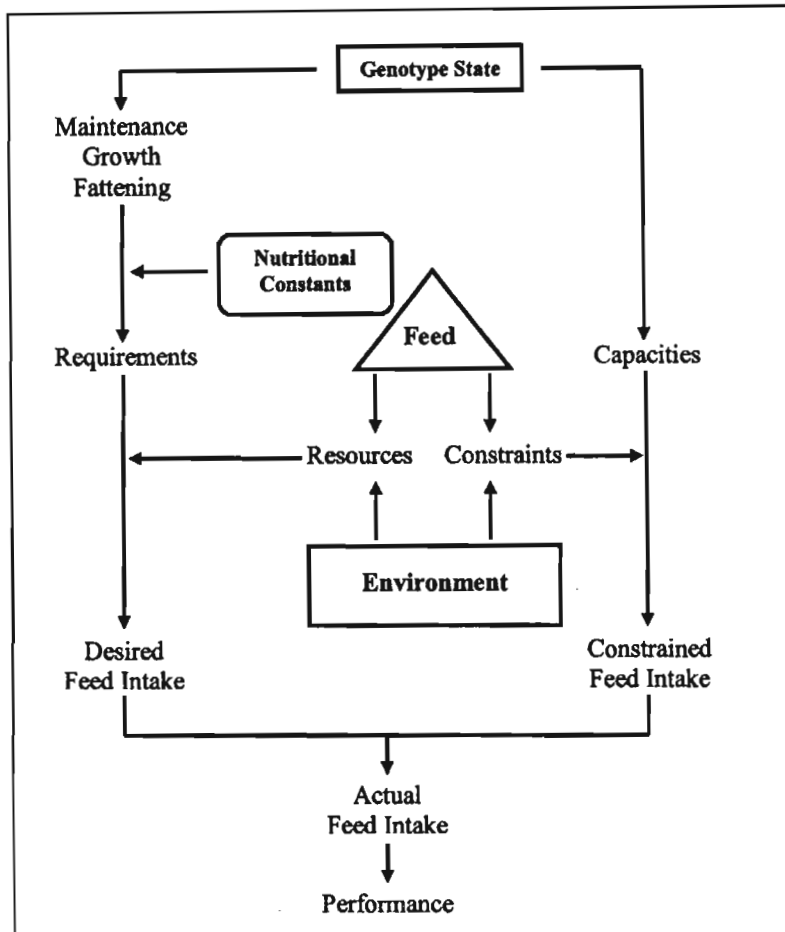 Genotype State
Maintenance
Growth
Fattening
Nutritional
Constants
Feed
Requirements
Capacities
Resources
Constraints
Environment
Desired
Feed Intake
Constrained
Feed Intake
Actual
Feed Intake
Performance